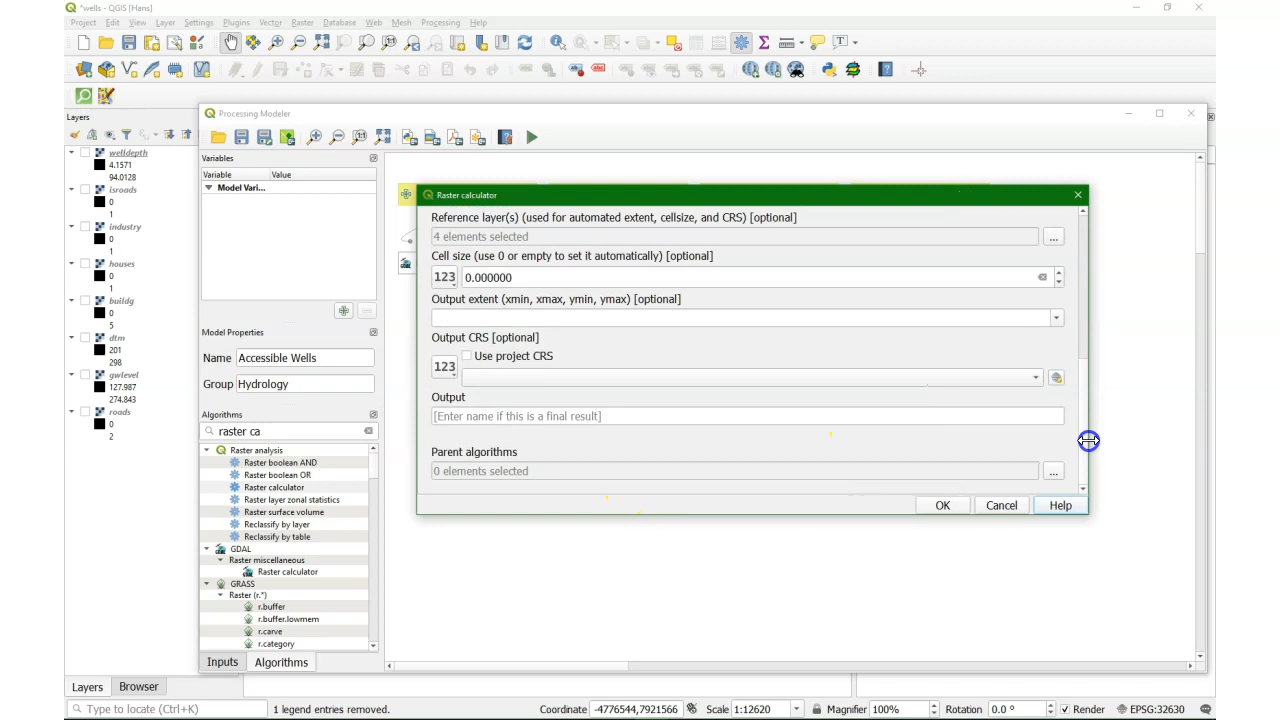 *wells - QGIS [Hans]
Project Edit View Layer Settings Plugins Vector Raster Database Web Mesh Processing Help
Layers
welldepth
4.1571
94.0128
isroads
0
1
industry
0
1
houses
0
1
buildg
0
5
dtm
201
298
gwlevel
127.987
274.843
roads
0
2
Processing Modeler
Variables
Variable Value
Model Vari...
Model Properties
Name Accessible Wells
Group Hydrology
Algorithms
raster ca
Raster analysis
Raster boolean AND
Raster boolean OR
Raster calculator
Raster layer zonal statistics
Raster surface volume
Reclassify by layer
Reclassify by table
GDAL
Raster miscellaneous
Raster calculator
GRASS
Raster (r.*)
r.buffer
r.buffer.lowmem
r.carve
r.category
Inputs Algorithms
Raster calculator
Reference layer(s) (used for automated extent, cellsize, and CRS) [optional]
4 elements selected ...
Cell size (use 0 or empty to set it automatically) [optional]
123 0.000000
Output extent (xmin, xmax, ymin, ymax) [optional]
Output CRS [optional]
123 Use project CRS
Output
[Enter name if this is a final result]
Parent algorithms
0 elements selected ...
OK Cancel Help
Layers Browser
Type to locate (Ctrl+K) 1 legend entries removed. Coordinate -4776544,7921566 Scale 1:12620 Magnifier 100% Rotation 0.0 ° Render EPSG:32630